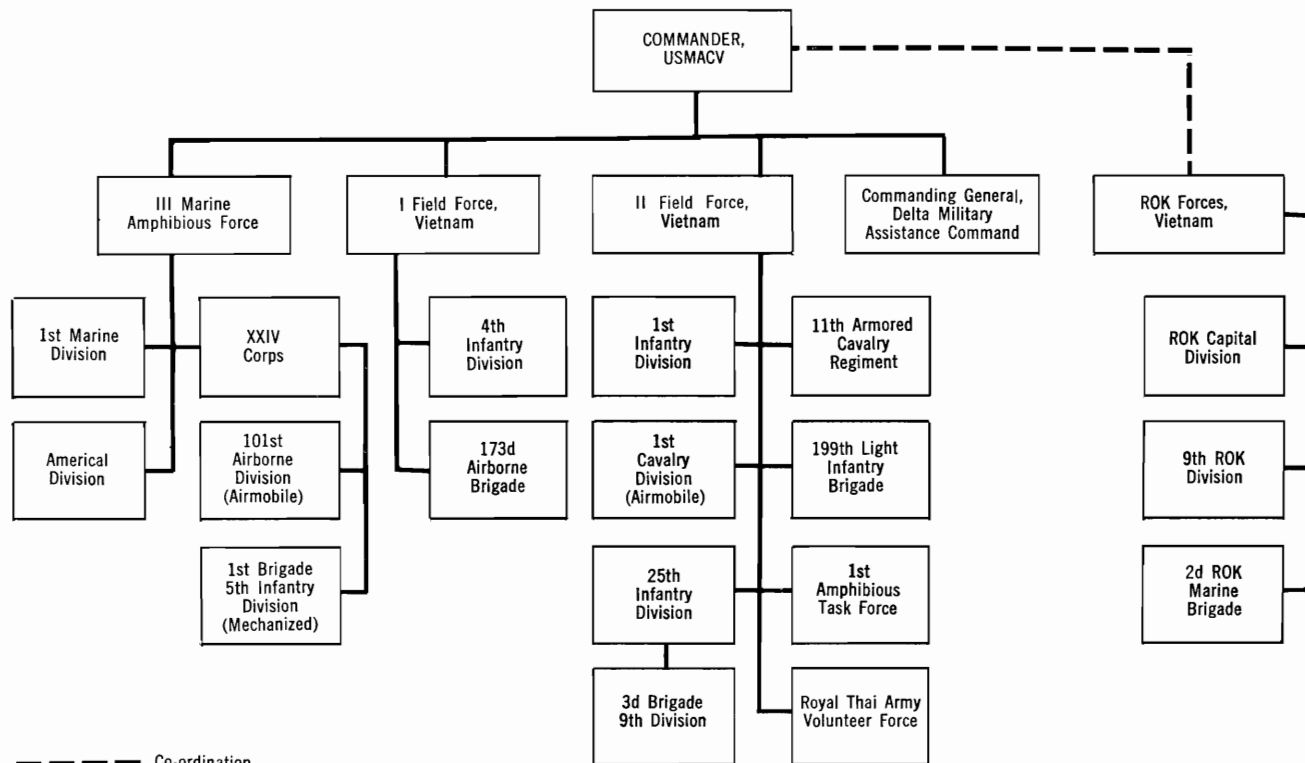 COMMANDER,
USMACV
III Marine
Amphibious Force
I Field Force,
Vietnam
II Field Force,
Vietnam
Commanding General,
Delta Military
Assistance Command
ROK Forces,
Vietnam
1st Marine
Division
XXIV
Corps
4th
Infantry
Division
1st
Infantry
Division
11th Armored
Cavalry
Regiment
ROK Capital
Division
Americal
Division
101st
Airborne
Division
(Airmobile)
173d
Airborne
Brigade
1st
Cavalry
Division
(Airmobile)
199th Light
Infantry
Brigade
9th ROK
Division
1st Brigade
5th Infantry
Division
(Mechanized)
25th
Infantry
Division
1st
Amphibious
Task Force
2d ROK
Marine
Brigade
3d Brigade
9th Division
Royal Thai Army
Volunteer Force
Co-ordination